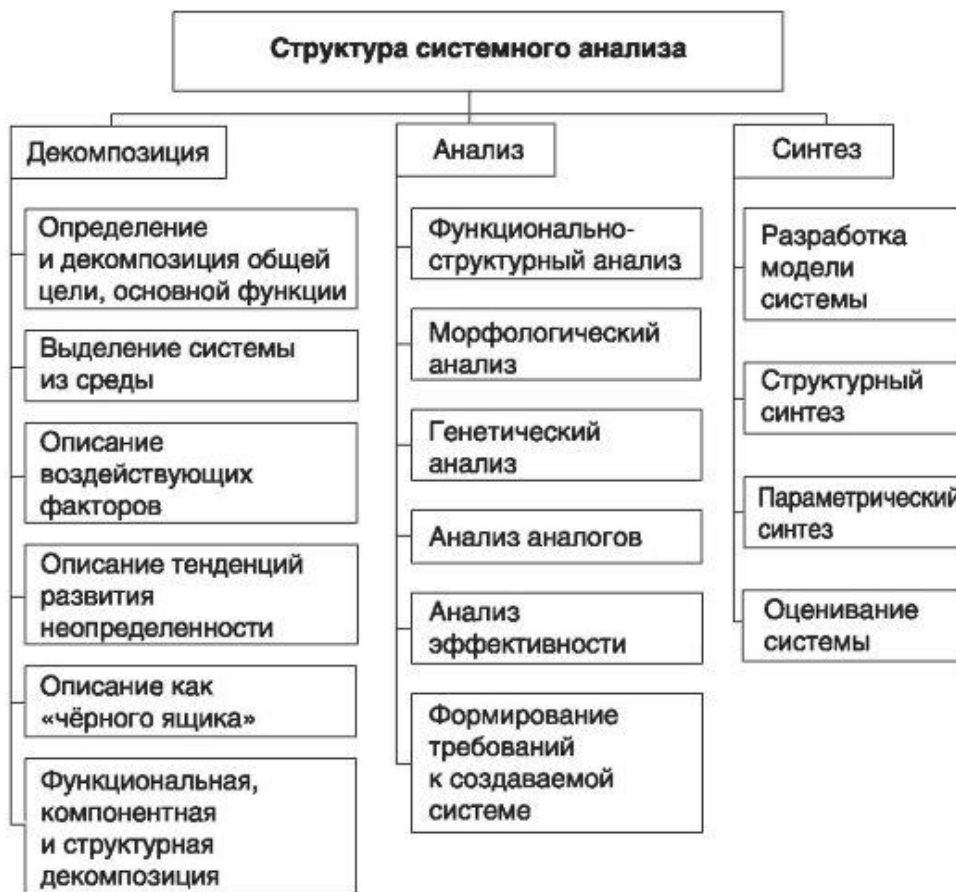 Структура системного анализа
Декомпозиция
Определение
и декомпозиция общей
цели, основной функции
Выделение системы
из среды
Описание
воздействующих
факторов
Описание тенденций
развития
неопределенности
Описание как
«чёрного ящика»
Функциональная,
компонентная
и структурная
декомпозиция
Анализ
Функционально-
структурный анализ
Морфологический
анализ
Генетический
анализ
Анализ аналогов
Анализ
эффективности
Формирование
требований
к создаваемой
системе
Синтез
Разработка
модели
системы
Структурный
синтез
Параметрический
синтез
Оценивание
системы